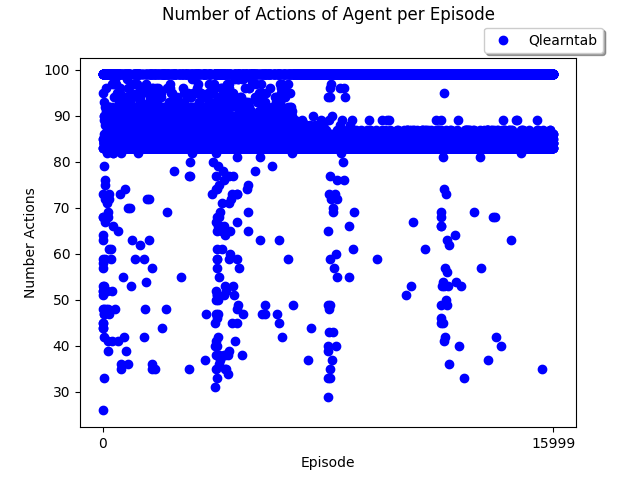 Number of Actions of Agent per Episode
Qlearntab
100
90
80
70
60
50
40
30
Number Actions
0
15999
Episode